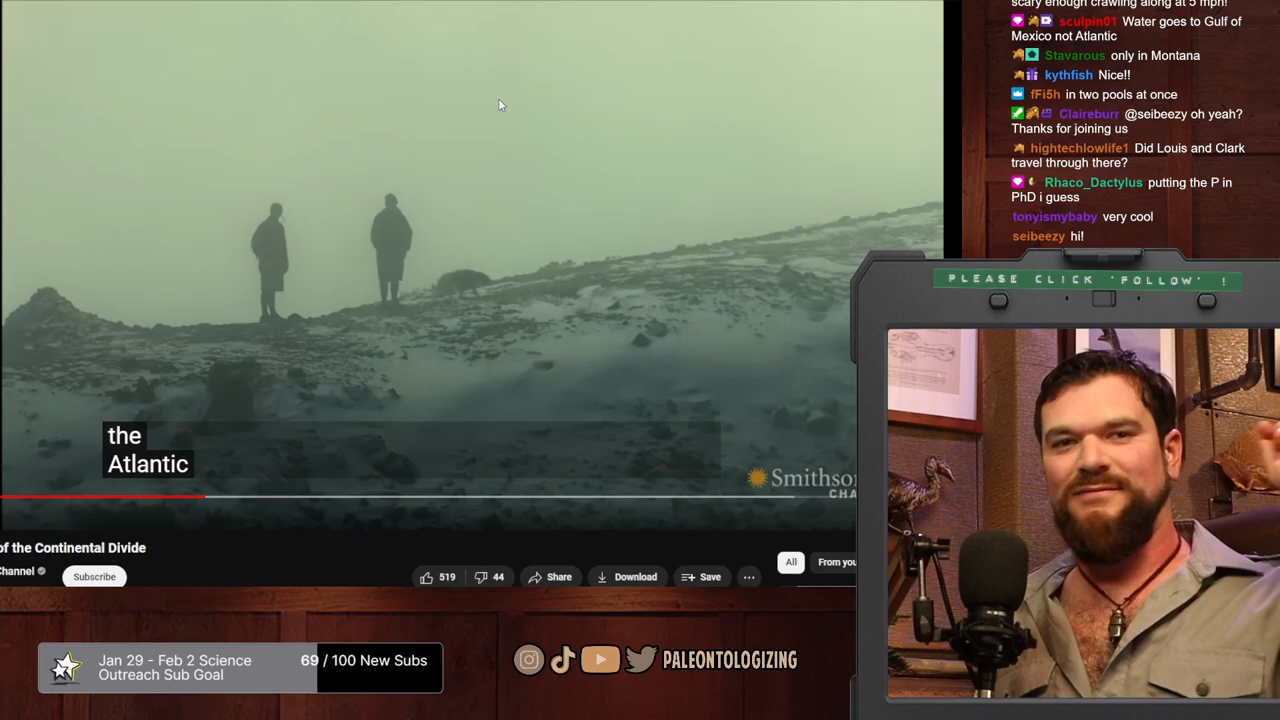 scary enough crawling along at 5 mph!
sculpin01 Water goes to Gulf of
Mexico not Atlantic
Stavarous only in Montana
kythfish Nice!!
fFi5h in two pools at once
Claireburr @seibeezy oh yeah?
Thanks for joining us
hightechlowlife1 Did Louis and Clark
travel through there?
Rhaco_Dactylus putting the P in
PhD i guess
tonyismybaby very cool
seibeezy hi!
PLEASE CLICK 'FOLLOW' !
the
Atlantic
Smithso
CHA
of the Continental Divide
Channel
Subscribe
519
44
Share
Download
Save
All
From you
Jan 29 - Feb 2 Science
Outreach Sub Goal
69 / 100 New Subs
PALEONTOLOGIZING